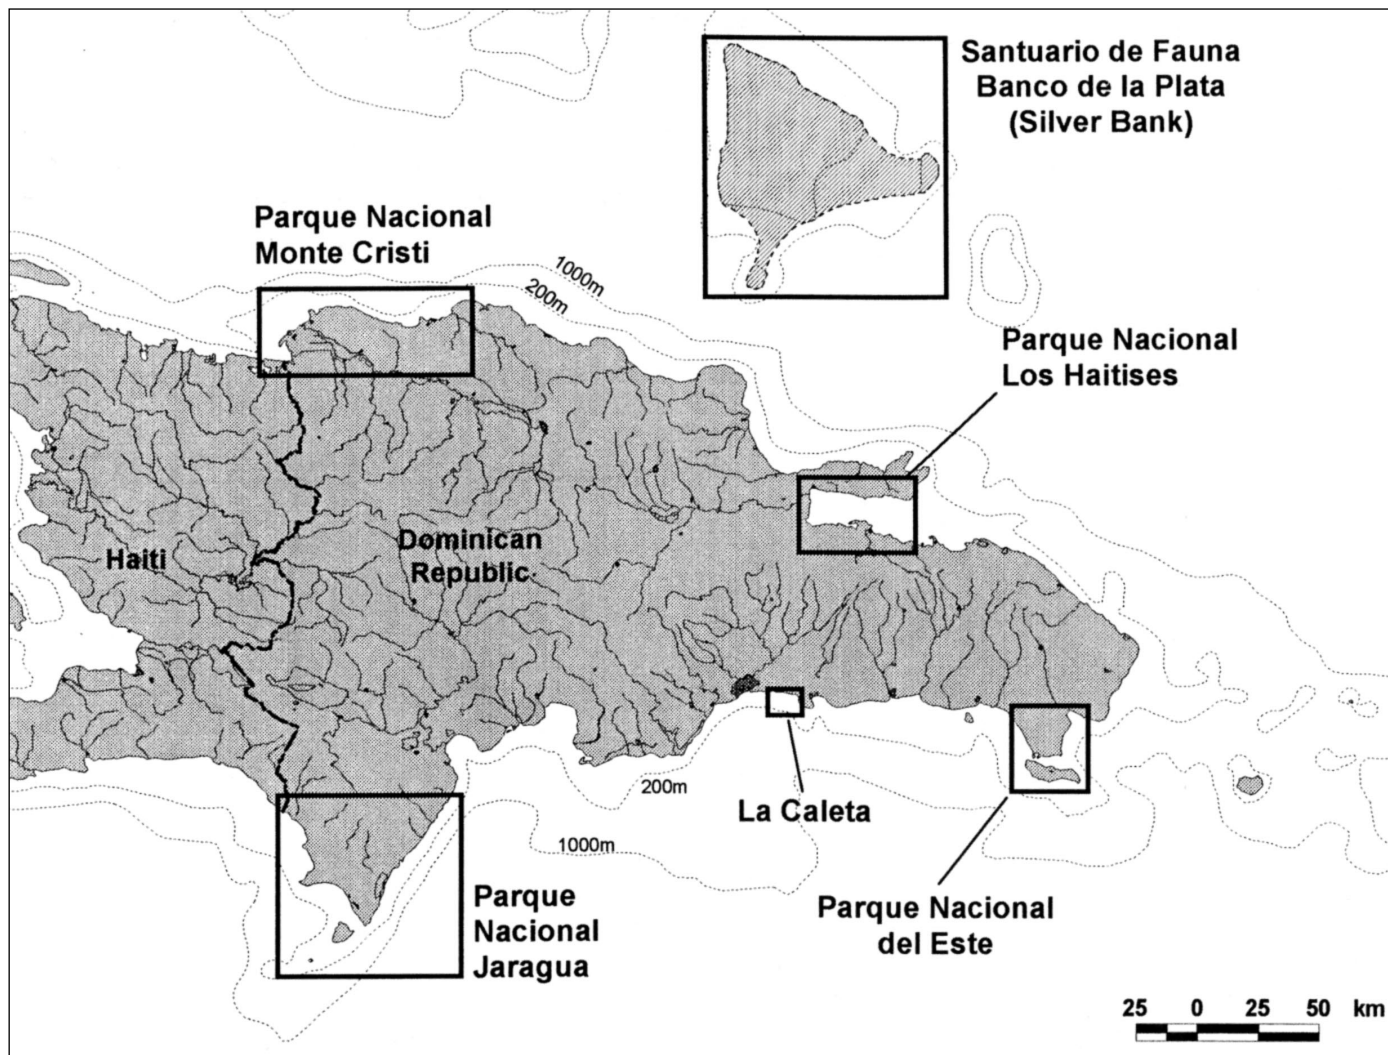 Santuario de Fauna
Banco de la Plata
(Silver Bank)
Parque Nacional
Monte Cristi
1000m
200m
Parque Nacional
Los Haitises
Haiti
Dominican
Republic
200m
La Caleta
1000m
Parque
Nacional
Jaragua
Parque Nacional
del Este
25 0 25 50 km